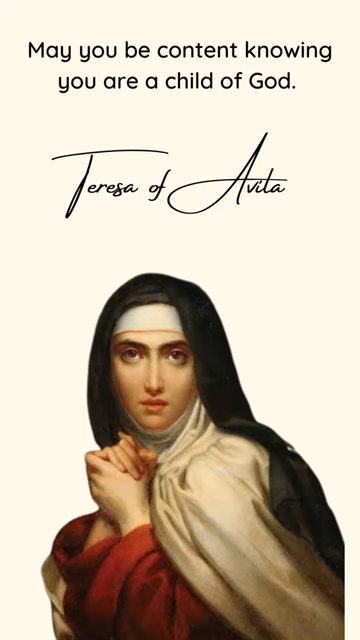 May you be content knowing
you are a child of God.
Teresa of Avila